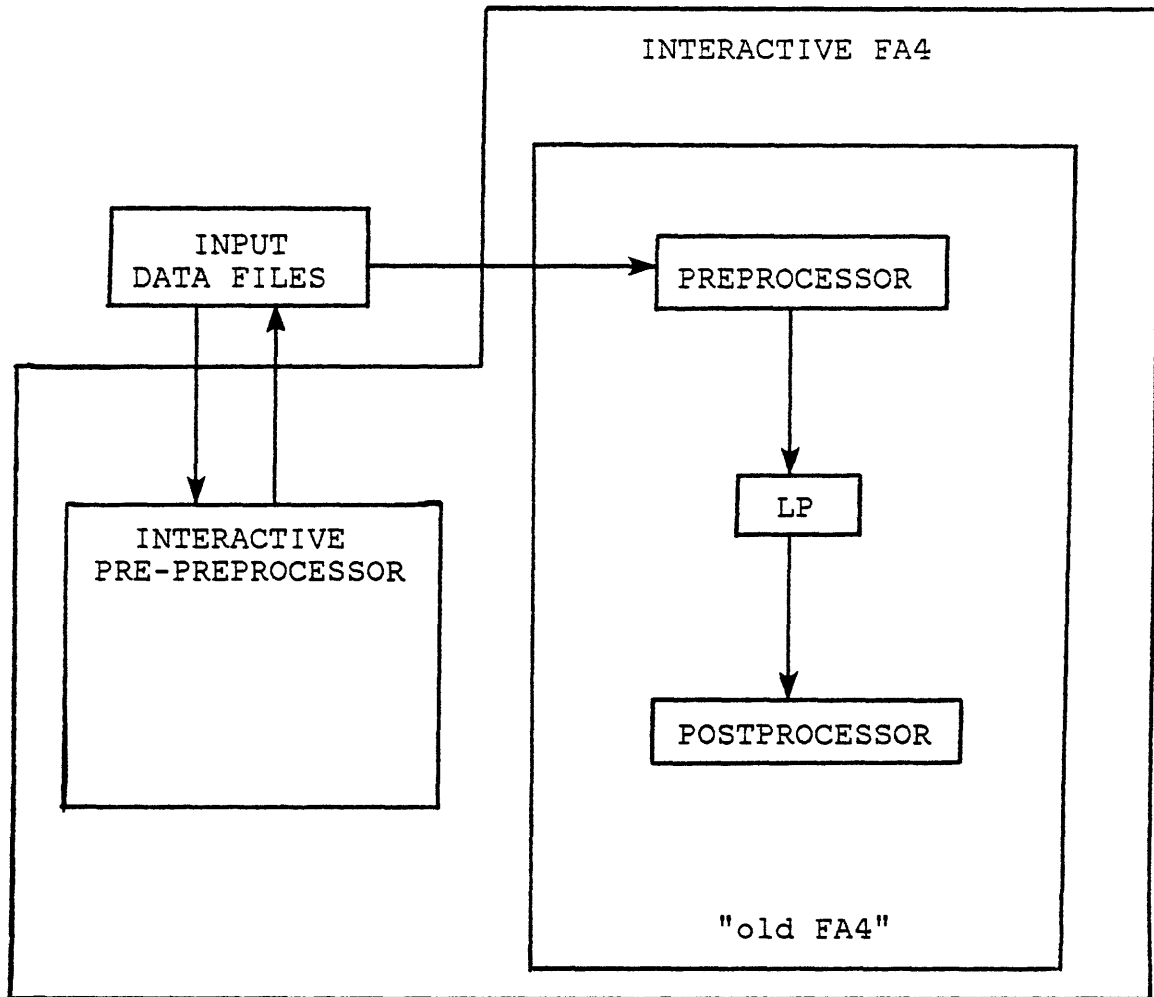 INTERACTIVE FA4
INPUT
DATA FILES
PREPROCESSOR
LP
INTERACTIVE
PRE-PREPROCESSOR
POSTPROCESSOR
"old FA4"